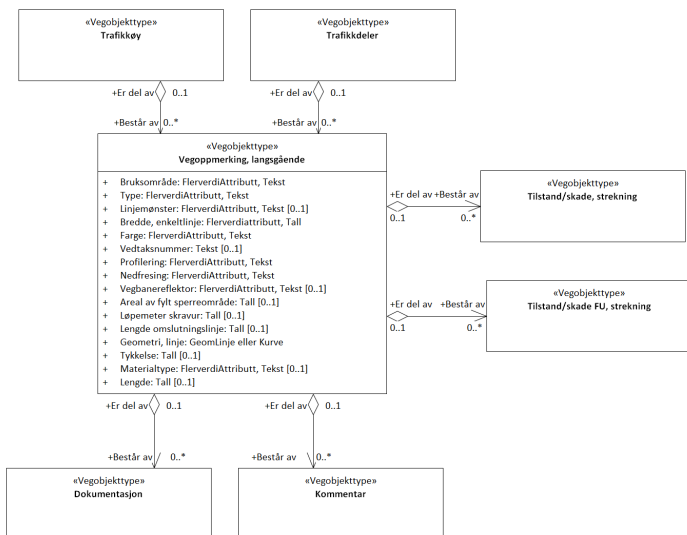 «Vegobjekttype»
Trafikkøy
«Vegobjekttype»
Trafikkdeler
+Er del av 0..1
+Er del av 0..1
+Består av 0..*
+Består av 0..*
«Vegobjekttype»
Vegoppmerking, langsgående
+ Bruksområde: FlerverdiAttributt, Tekst
+ Type: FlerverdiAttributt, Tekst
+ Linjemønster: FlerverdiAttributt, Tekst [0..1]
+ Bredde, enkeltlinje: Flerverdiattributt, Tall
+ Farge: FlerverdiAttributt, Tekst
+ Vedtaksnummer: Tekst [0..1]
+ Profilering: FlerverdiAttributt, Tekst
+ Nedfresing: FlerverdiAttributt, Tekst
+ Vegbanereflektor: FlerverdiAttributt, Tekst [0..1]
+ Areal av fylt sperreområde: Tall [0..1]
+ Løpemeter skravur: Tall [0..1]
+ Lengde omslutningslinje: Tall [0..1]
+ Geometri, linje: GeomLinje eller Kurve
+ Tykkelse: Tall [0..1]
+ Materialtype: FlerverdiAttributt, Tekst [0..1]
+ Lengde: Tall [0..1]
+Er del av +Består av
0..1 0..*
«Vegobjekttype»
Tilstand/skade, strekning
+Er del av +Består av
0..1 0..*
«Vegobjekttype»
Tilstand/skade FU, strekning
+Er del av 0..1
+Er del av 0..1
+Består av 0..*
+Består av 0..*
«Vegobjekttype»
Dokumentasjon
«Vegobjekttype»
Kommentar